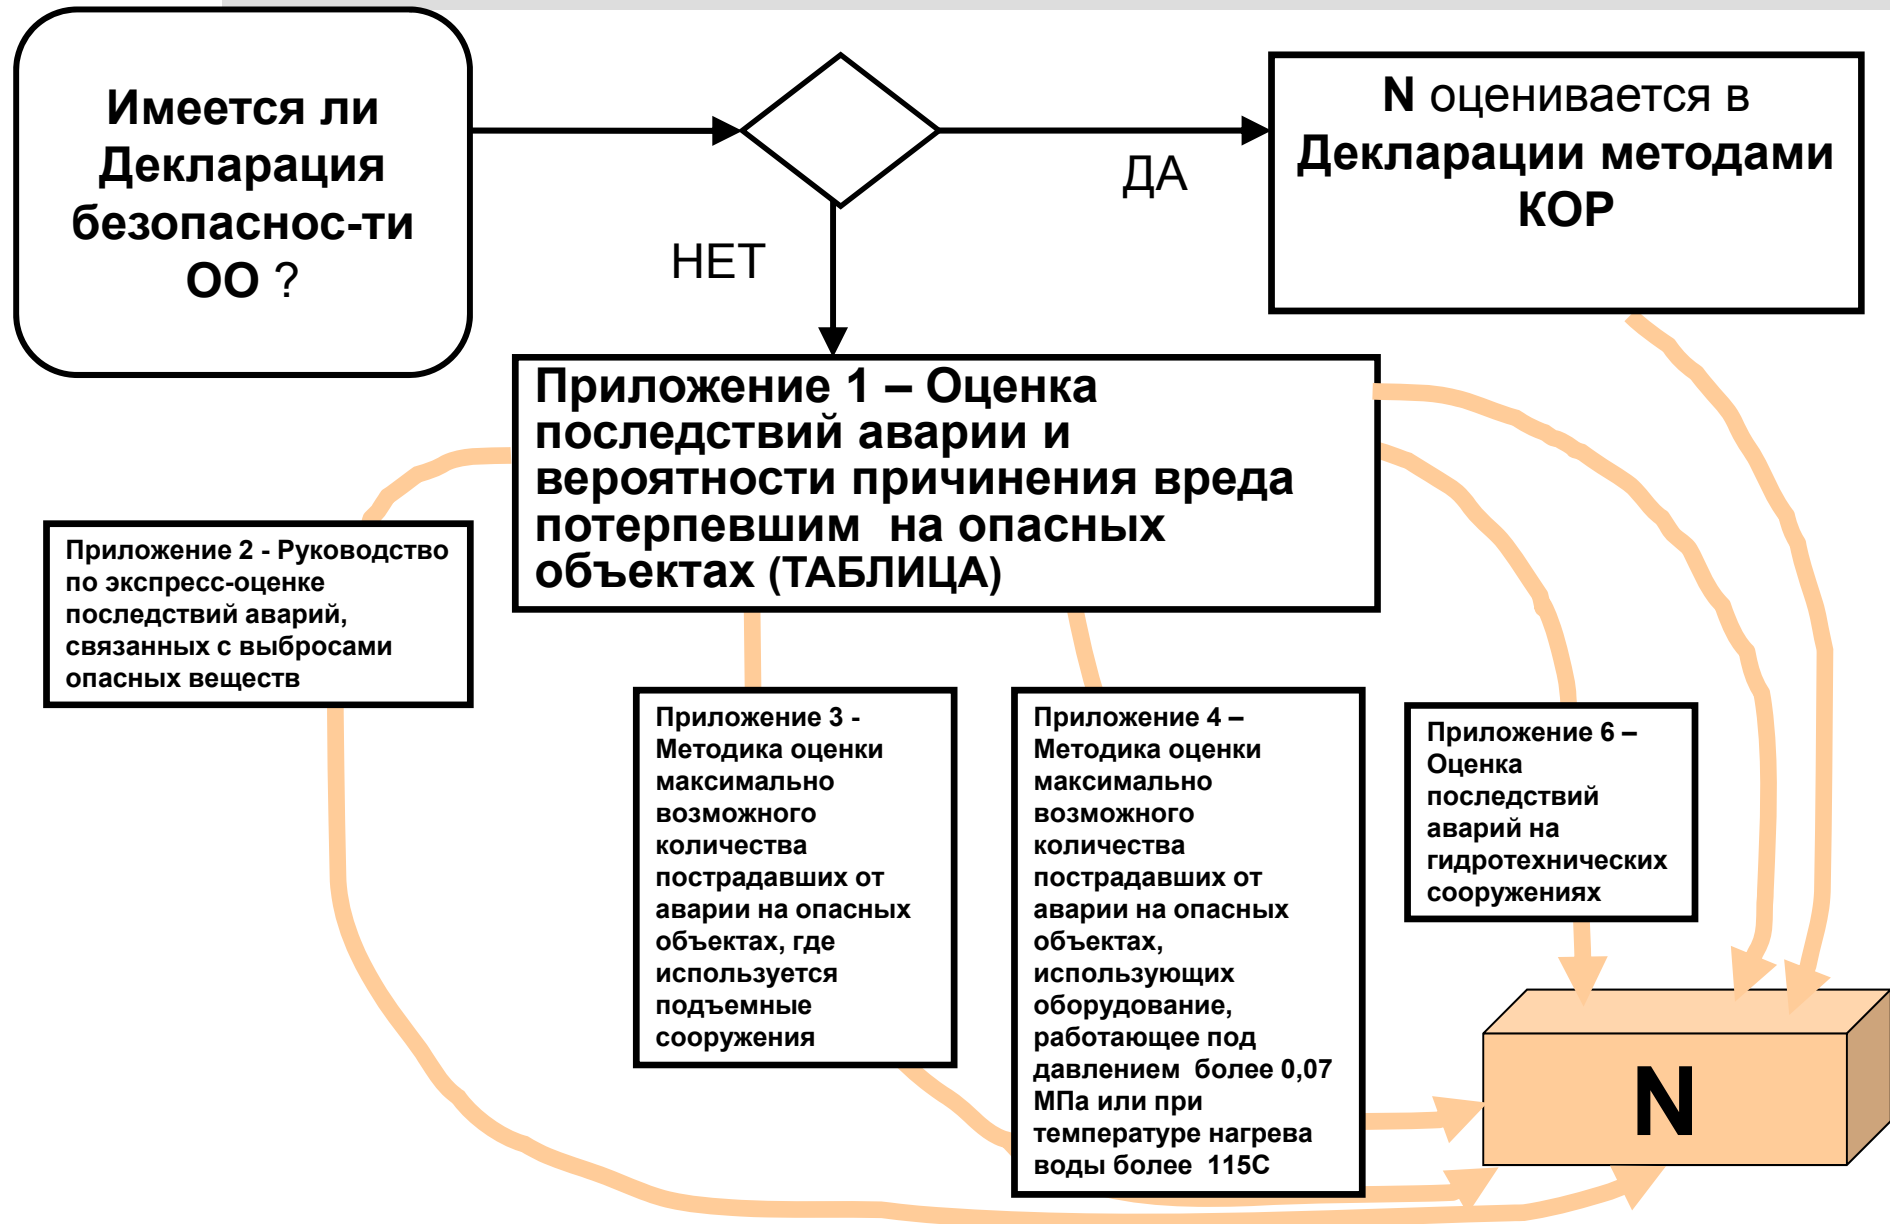 Имеется ли
Декларация
безопаснос-ти
ОО ?
ДА
НЕТ
N оценивается в
Декларации методами
КОР
Приложение 1 – Оценка
последствий аварии и
вероятности причинения вреда
потерпевшим на опасных
объектах (ТАБЛИЦА)
Приложение 2 - Руководство
по экспресс-оценке
последствий аварий,
связанных с выбросами
опасных веществ
Приложение 3 -
Методика оценки
максимально
возможного
количества
пострадавших от
аварии на опасных
объектах, где
используется
подъемные
сооружения
Приложение 4 –
Методика оценки
максимально
возможного
количества
пострадавших от
аварии на опасных
объектах,
использующих
оборудование,
работающее под
давлением более 0,07
МПа или при
температуре нагрева
воды более 115С
Приложение 6 –
Оценка
последствий
аварий на
гидротехнических
сооружениях
N